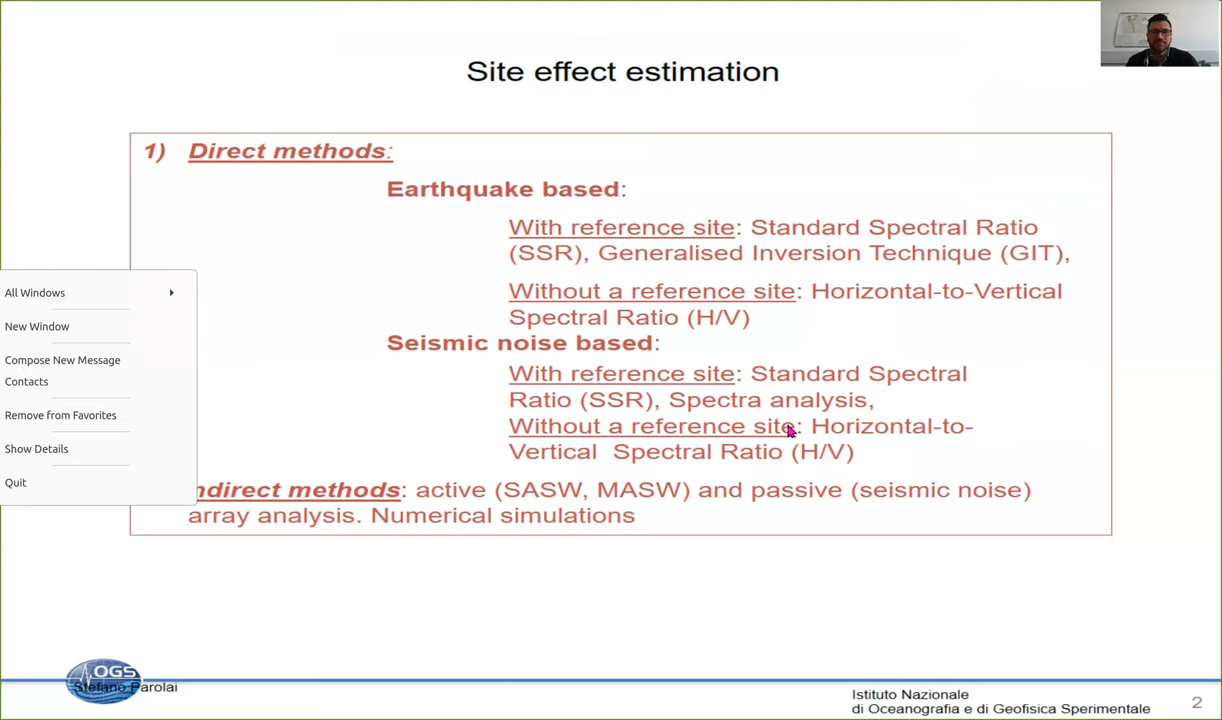 Site effect estimation
1) Direct methods:
Earthquake based:
With reference site: Standard Spectral Ratio
(SSR), Generalised Inversion Technique (GIT),
Without a reference site: Horizontal-to-Vertical
Spectral Ratio (H/V)
Seismic noise based:
With reference site: Standard Spectral
Ratio (SSR), Spectra analysis,
Without a reference site: Horizontal-to-
Vertical Spectral Ratio (H/V)
ndirect methods: active (SASW, MASW) and passive (seismic noise)
array analysis. Numerical simulations
All Windows
New Window
Compose New Message
Contacts
Remove from Favorites
Show Details
Quit
OGS
Stefano Parolai
Istituto Nazionale
di Oceanografia e di Geofisica Sperimentale
2